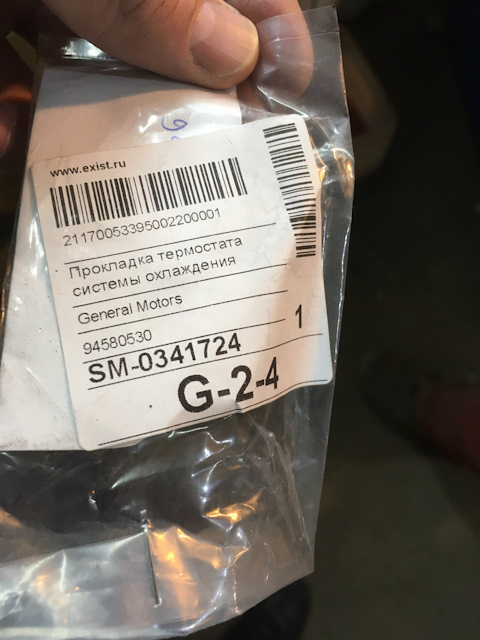 www.exist.ru
21170053395002200001
Прокладка термостата
системы охлаждения
General Motors
94580530
1
SM-0341724
G-2-4